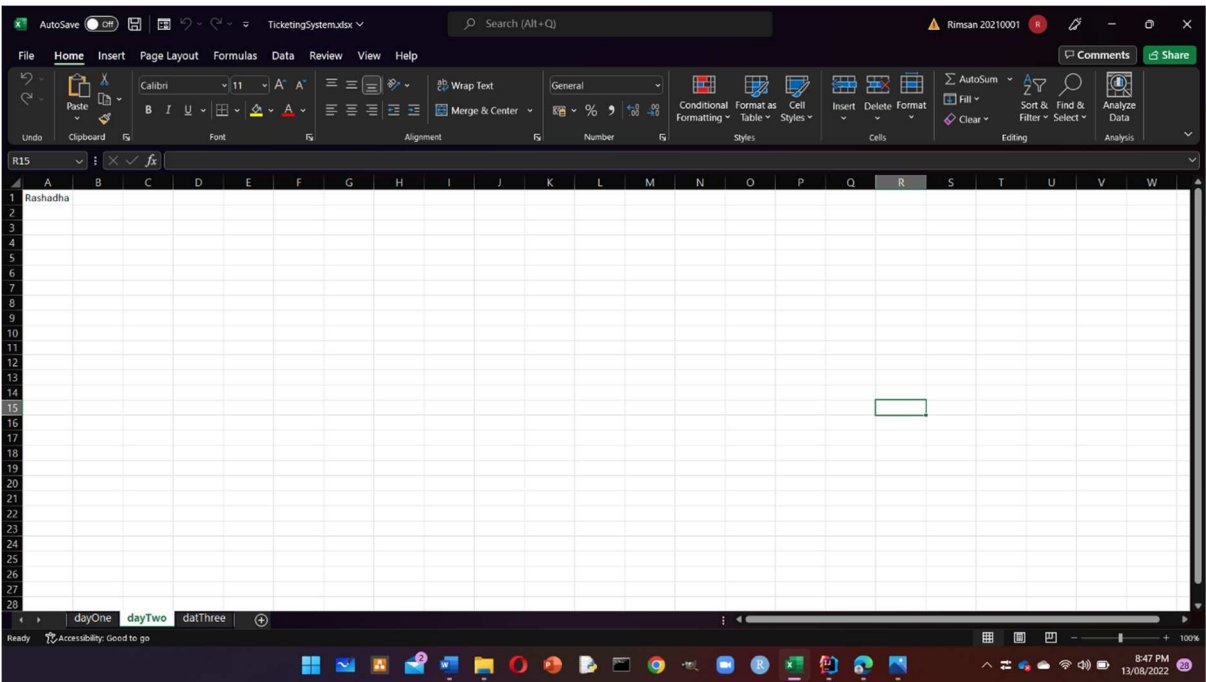 AutoSave Off TicketingSystem.xlsx Search (Alt+Q) Rimsan 20210001 R
File Home Insert Page Layout Formulas Data Review View Help Comments Share
Calibri 11 Wrap Text General AutoSum
Paste Merge & Center Conditional Formatting Format as Table Cell Styles Insert Delete Format Fill Sort & Filter Find & Select Analyze Data
Clear
Undo Clipboard Font Alignment Number Styles Cells Editing Analysis
R15 fx
A B C D E F G H I J K L M N O P Q R S T U V W
1 Rashadha
2
3
4
5
6
7
8
9
10
11
12
13
14
15
16
17
18
19
20
21
22
23
24
25
26
27
28
dayOne dayTwo datThree
Ready Accessibility: Good to go 100%
2 8:47 PM
13/08/2022 28